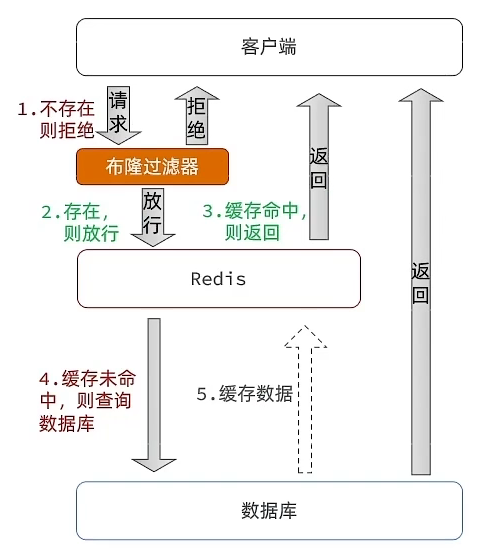 客户端
1.不存在
则拒绝
请求
拒绝
布隆过滤器
2.存在,
则放行
放行
3.缓存命中,
则返回
返回
Redis
返回
4.缓存未命
中，则查询
数据库
5.缓存数据
数据库